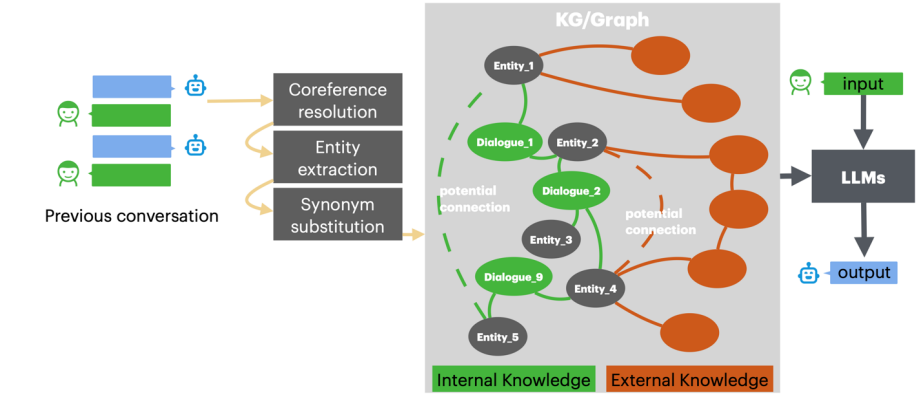 Previous conversation
Coreference
resolution
Entity
extraction
Synonym
substitution
KG/Graph
Entity_1
Dialogue_1
Entity_2
Dialogue_2
potential
connection
potential
connection
Entity_3
Dialogue_9
Entity_4
Entity_5
Internal Knowledge
External Knowledge
input
LLMs
output